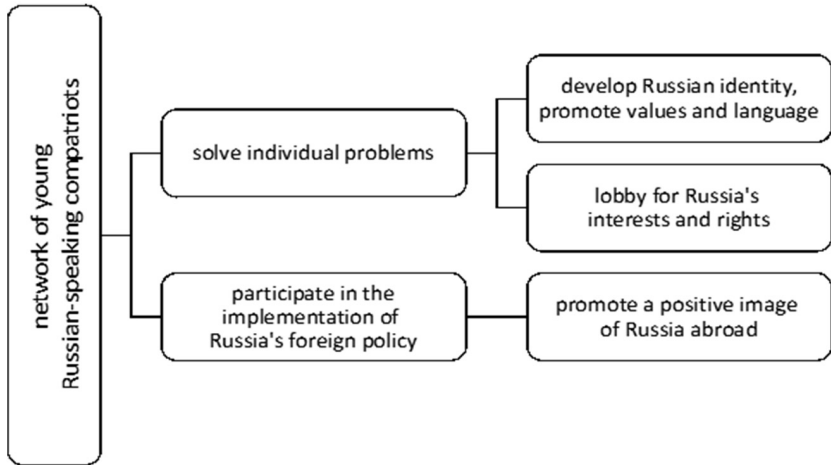 network of young
Russian-speaking compatriots
solve individual problems
develop Russian identity,
promote values and language
lobby for Russia's
interests and rights
participate in the
implementation of
Russia's foreign policy
promote a positive image
of Russia abroad